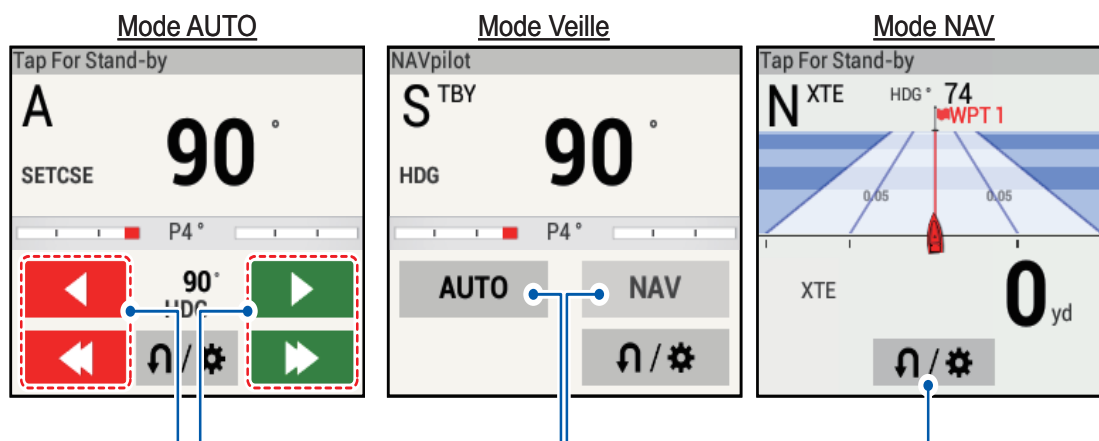 Mode AUTO
Tap For Stand-by
A
90°
SETCSE
P4°
90°
HDG
/
Mode Veille
NAVpilot
S TBY
90°
HDG
P4°
AUTO
NAV
/
Mode NAV
Tap For Stand-by
N XTE HDG° 74
WPT 1
0.05 0.05
XTE
0 yd
/